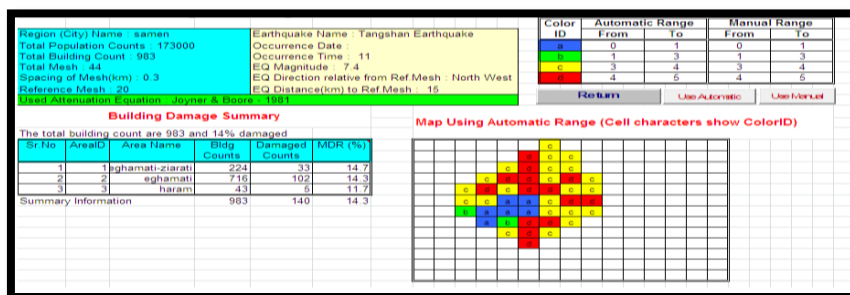 Region (City) Name : samen
Total Population Counts : 173000
Total Building Count : 983
Total Mesh : 44
Spacing of Mesh(km) : 0.3
Reference Mesh : 20
Used Attenuation Equation : Joyner & Boore - 1981
Earthquake Name : Tangshan Earthquake
Occurrence Date :
Occurrence Time : 11
EQ Magnitude : 7.4
EQ Direction relative from Ref.Mesh : North West
EQ Distance(km) to Ref.Mesh : 15
Color ID Automatic Range Manual Range
From To From To
a 0 1 0 1
b 1 3 1 3
c 3 4 3 4
d 4 5 4 5
Return Use Automatic Use Manual
Building Damage Summary
The total building count are 983 and 14% damaged
Sr.No AreaID Area Name Bldg Counts Damaged Counts MDR (%)
1 1 eghamati-ziarati 224 33 14.7
2 2 eghamati 716 102 14.3
3 3 haram 43 5 11.7
Summary Information 983 140 14.3
Map Using Automatic Range (Cell characters show ColorID)
c
d c c
c d c c
c d c d d c
c d c d d c c
c c a a c d d
b a a a c c c
a b d d c
c d c
d